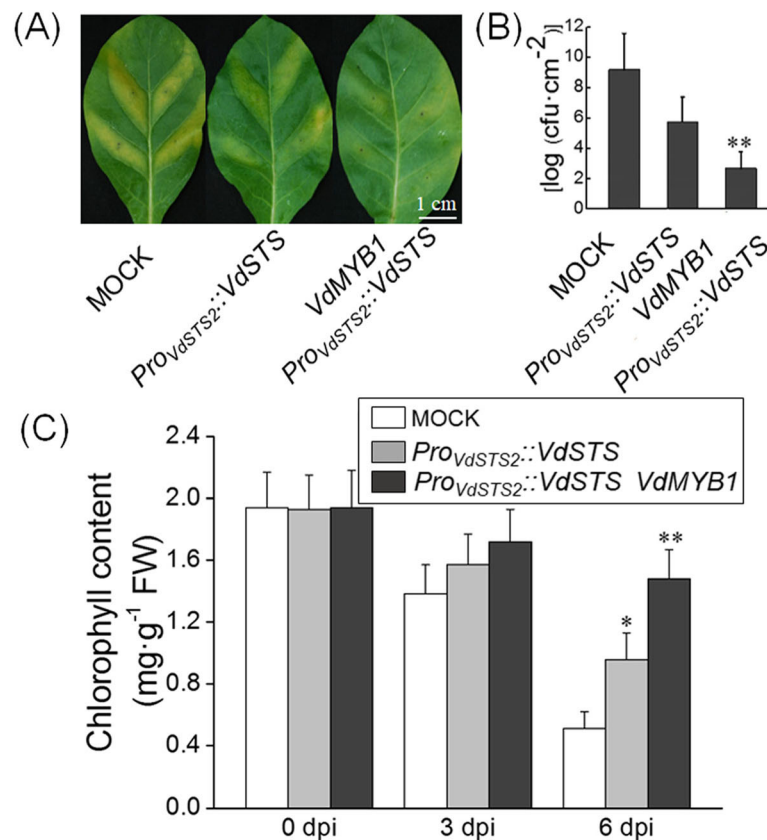 (A)
1 cm
MOCK
ProVdSTS2::VdSTS
VdMYB1
ProVdSTS2::VdSTS
(B)
[log (cfu·cm-2)]
12
10
8
6
4
2
0
**
MOCK
ProVdSTS2::VdSTS
VdMYB1
ProVdSTS2::VdSTS
(C)
MOCK
ProVdSTS2::VdSTS
ProVdSTS2::VdSTS VdMYB1
Chlorophyll content
(mg·g-1 FW)
2.4
2.0
1.6
1.2
0.8
0.4
0.0
*
**
0 dpi
3 dpi
6 dpi